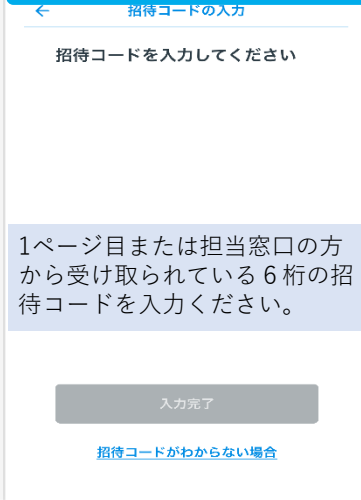 ← 招待コードの入力
招待コードを入力してください
1ページ目または担当窓口の方
から受け取られている６桁の招
待コードを入力ください。
入力完了
招待コードがわからない場合